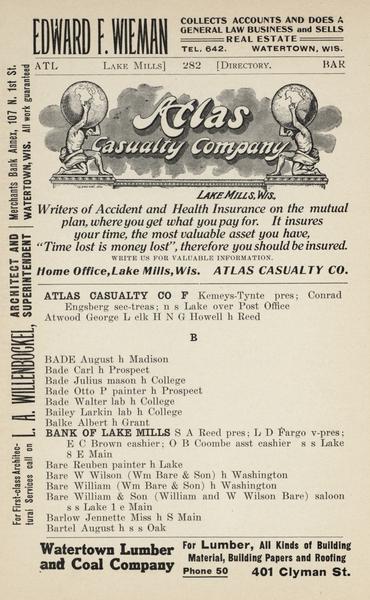 EDWARD F. WIEMAN
COLLECTS ACCOUNTS AND DOES A
GENERAL LAW BUSINESS and SELLS
REAL ESTATE
TEL. 642. WATERTOWN, WIS.
ATL LAKE MILLS] 282 [DIRECTORY. BAR
Atlas
Casualty Company
LAKE MILLS, WIS.
Writers of Accident and Health Insurance on the mutual
plan, where you get what you pay for. It insures
your time, the most valuable asset you have,
"Time lost is money lost", therefore you should be insured.
WRITE US FOR VALUABLE INFORMATION.
Home Office, Lake Mills, Wis. ATLAS CASUALTY CO.
ATLAS CASUALTY CO F Kemeys-Tynte pres; Conrad
Engsberg sec-treas; n s Lake over Post Office
Atwood George L clk H N G Howell h Reed
B
BADE August h Madison
Bade Carl h Prospect
Bade Julius mason h College
Bade Otto P painter h Prospect
Bade Walter lab h College
Bailey Larkin lab h College
Balke Albert h Grant
BANK OF LAKE MILLS S A Reed pres; L D Fargo v-pres;
E C Brown cashier; O B Coombe asst cashier s s Lake
8 E Main
Bare Reuben painter h Lake
Bare W Wilson (Wm Bare & Son) h Washington
Bare William (Wm Bare & Son) h Washington
Bare William & Son (William and W Wilson Bare) saloon
s s Lake 1 e Main
Barlow Jennette Miss h S Main
Bartel August h s s Oak
For First-class Architec-
tural Services call on
L. A. WILLENBOCKEL,
ARCHITECT AND
SUPERINTENDENT
Merchants Bank Annex, 107 N. 1st St.
WATERTOWN, WIS. All work guaranteed
Watertown Lumber
and Coal Company
For Lumber, All Kinds of Building
Material, Building Papers and Roofing
Phone 50 401 Clyman St.